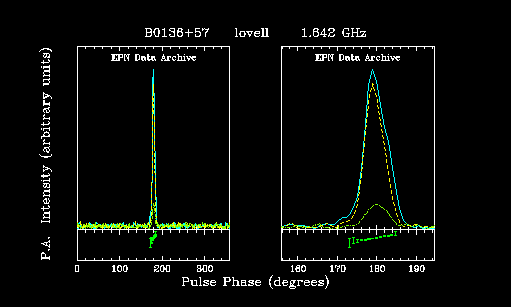 B0136+57 lovell 1.642 GHz
EPN Data Archive EPN Data Archive
P.A. Intensity (arbitrary units)
0 100 200 300 160 170 180 190
Pulse Phase (degrees)